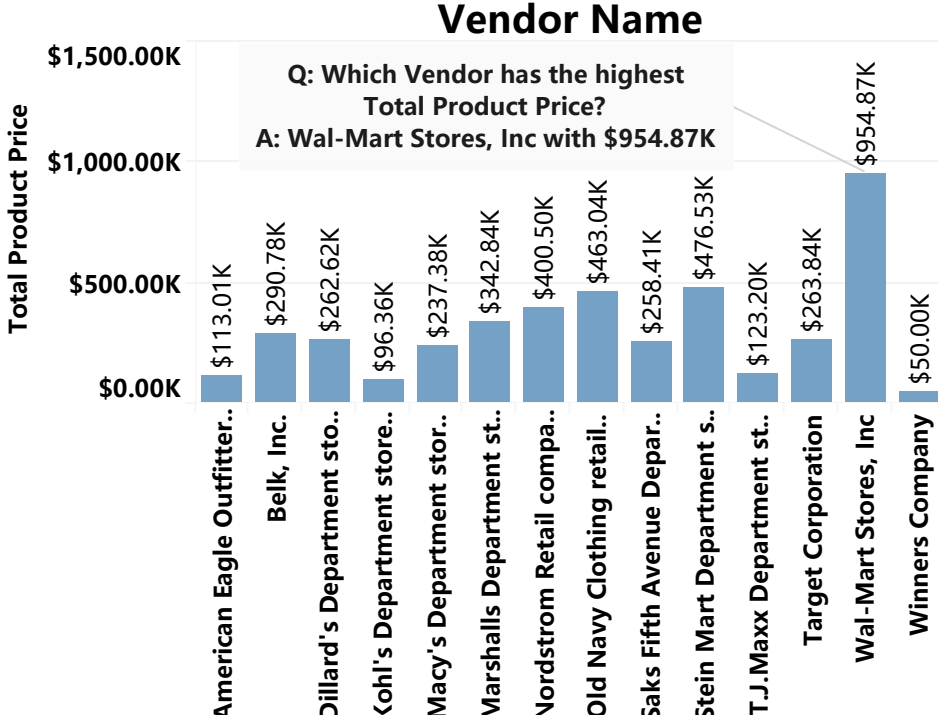 Vendor Name
Total Product Price
$1,500.00K
$1,000.00K
$500.00K
$0.00K
Q: Which Vendor has the highest
Total Product Price?
A: Wal-Mart Stores, Inc with $954.87K
$113.01K
$290.78K
$262.62K
$96.36K
$237.38K
$342.84K
$400.50K
$463.04K
$258.41K
$476.53K
$123.20K
$263.84K
$954.87K
$50.00K
American Eagle Outfitter..
Belk, Inc.
Dillard's Department sto..
Kohl's Department store..
Macy's Department stor..
Marshalls Department st..
Nordstrom Retail compa..
Old Navy Clothing retail..
Saks Fifth Avenue Depar..
Stein Mart Department s..
T.J.Maxx Department st..
Target Corporation
Wal-Mart Stores, Inc
Winners Company